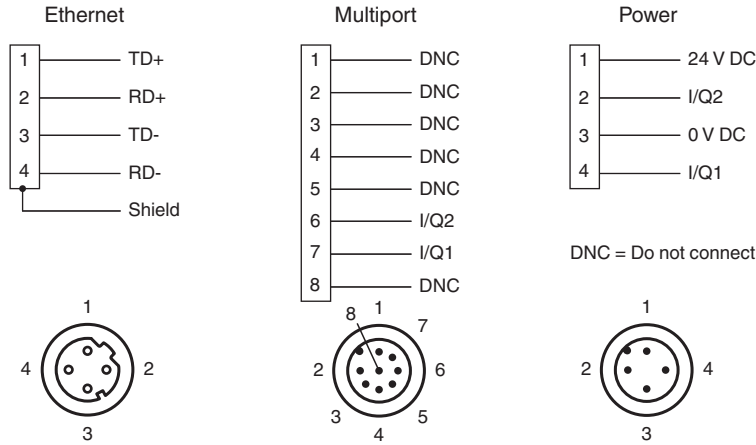 Ethernet
1 TD+
2 RD+
3 TD-
4 RD-
Shield
Multiport
1 DNC
2 DNC
3 DNC
4 DNC
5 DNC
6 I/Q2
7 I/Q1
8 DNC
Power
1 24 V DC
2 I/Q2
3 0 V DC
4 I/Q1
DNC = Do not connect
1
4 2
3
8 1 7
2 6
3 5
4
1
2 4
3